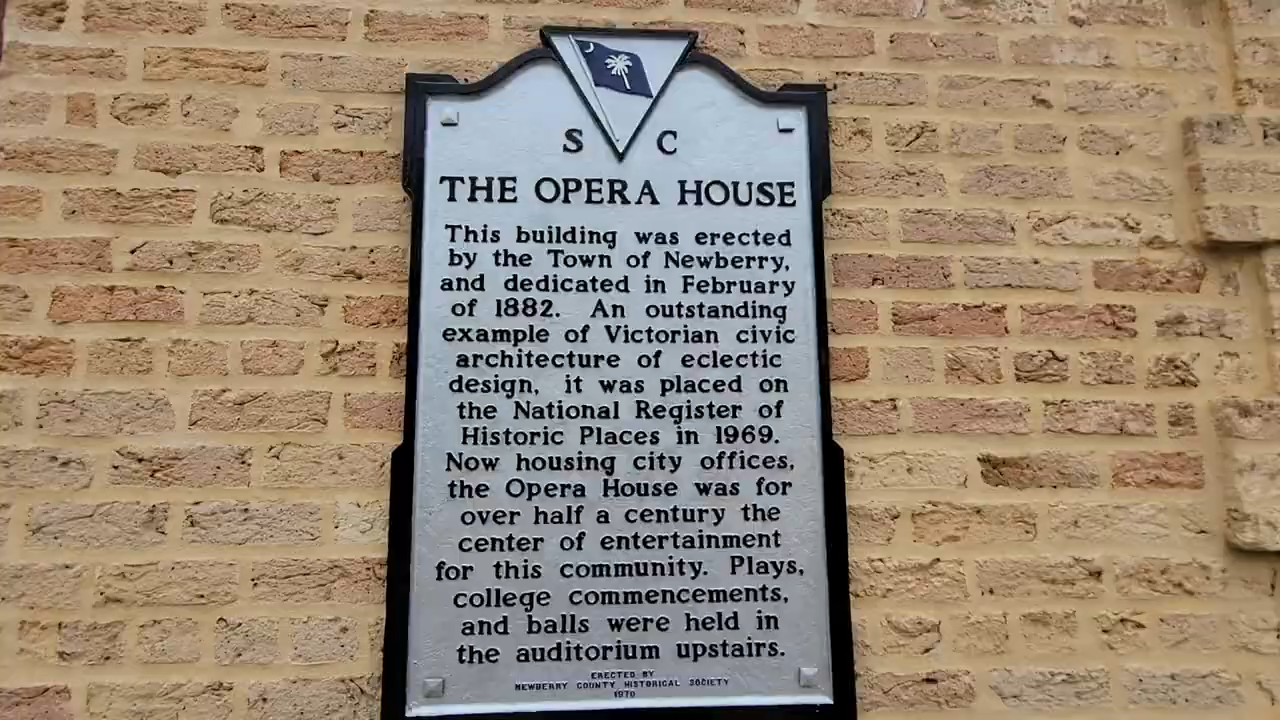 S C
THE OPERA HOUSE
This building was erected
by the Town of Newberry,
and dedicated in February
of 1882. An outstanding
example of Victorian civic
architecture of eclectic
design, it was placed on
the National Register of
Historic Places in 1969.
Now housing city offices,
the Opera House was for
over half a century the
center of entertainment
for this community. Plays,
college commencements,
and balls were held in
the auditorium upstairs.
ERECTED BY
NEWBERRY COUNTY HISTORICAL SOCIETY
1970